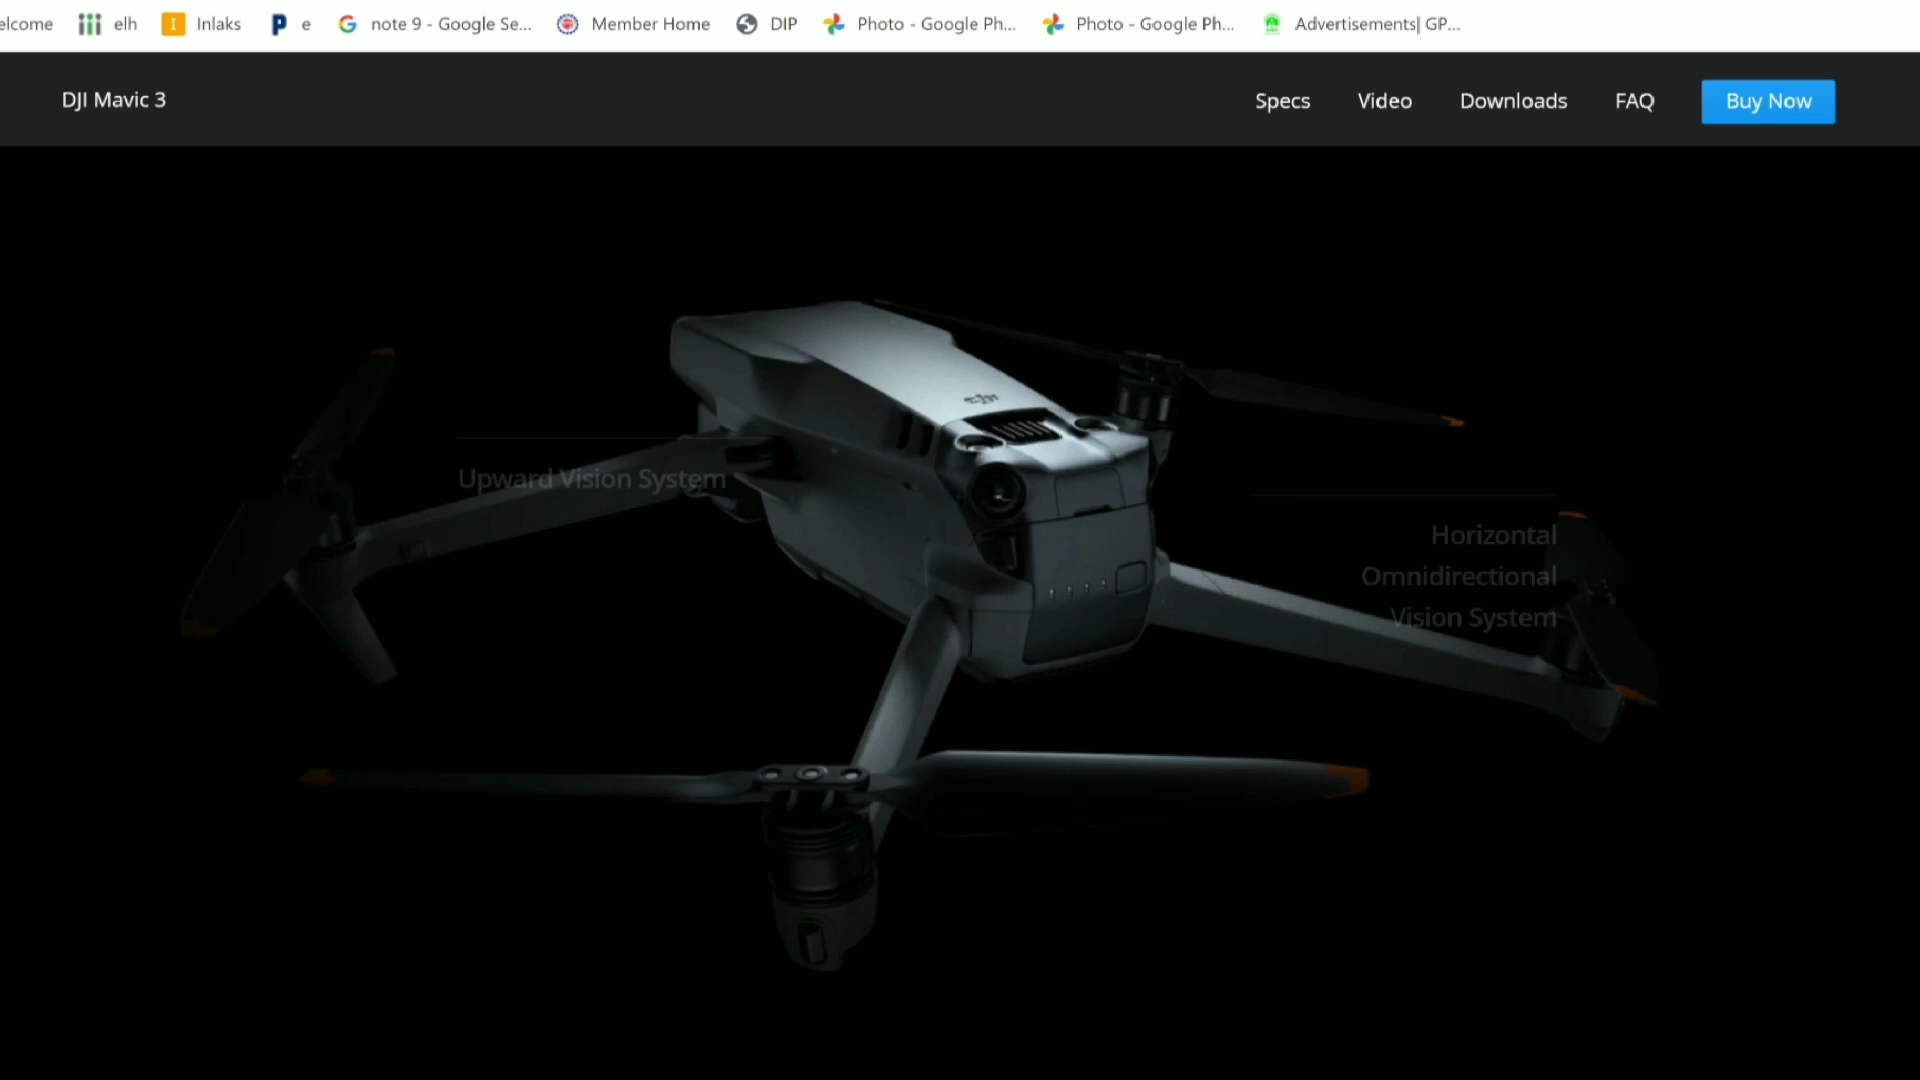 elcome elh Inlaks e note 9 - Google Se... Member Home DIP Photo - Google Ph... Photo - Google Ph... Advertisements| GP...
DJI Mavic 3 Specs Video Downloads FAQ Buy Now
Upward Vision System
Horizontal
Omnidirectional
Vision System